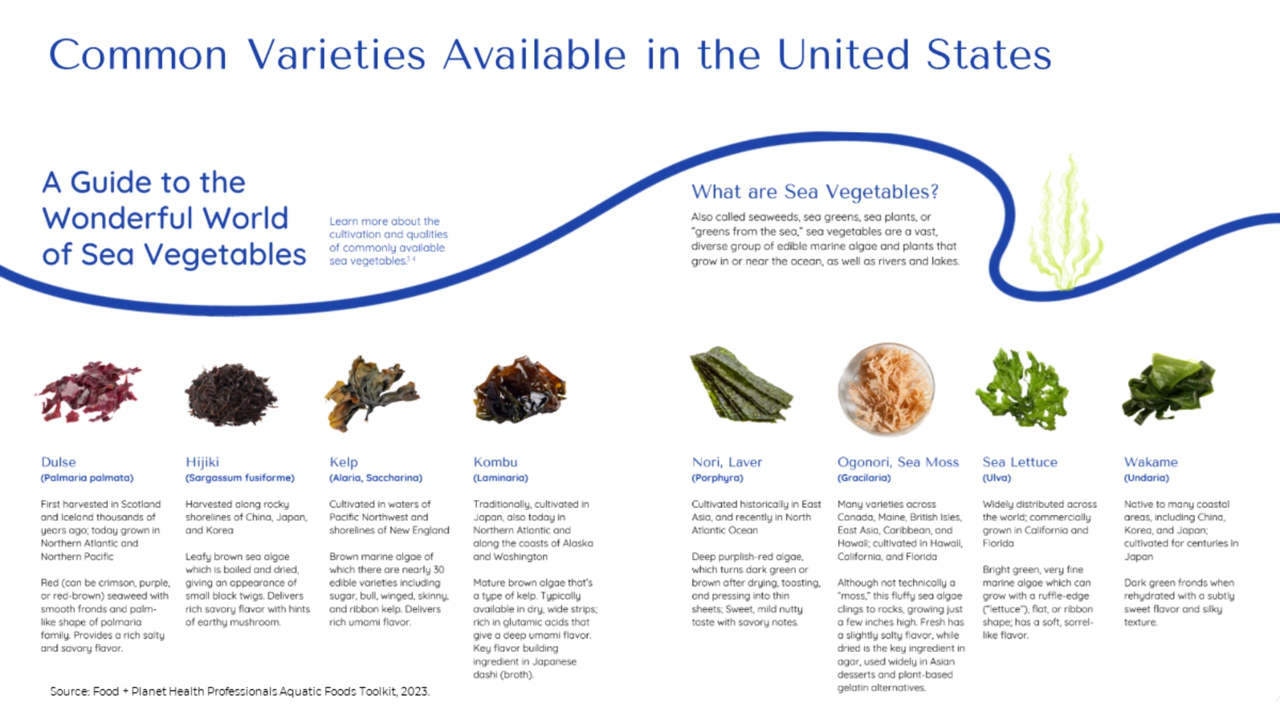 Common Varieties Available in the United States
A Guide to the
Wonderful World
of Sea Vegetables
Learn more about the
cultivation and qualities
of commonly available
sea vegetables.3 4
What are Sea Vegetables?
Also called seaweeds, sea greens, sea plants, or
"greens from the sea," sea vegetables are a vast,
diverse group of edible marine algae and plants that
grow in or near the ocean, as well as rivers and lakes.
Dulse
(Palmaria palmata)
First harvested in Scotland
and Iceland thousands of
years ago; today grown in
Northern Atlantic and
Northern Pacific
Red (can be crimson, purple,
or red-brown) seaweed with
smooth fronds and palm-
like shape of palmaria
family. Provides a rich salty
and savory flavor.
Hijiki
(Sargassum fusiforme)
Harvested along rocky
shorelines of China, Japan,
and Korea
Leafy brown sea algae
which is boiled and dried,
giving an appearance of
small black twigs. Delivers
rich savory flavor with hints
of earthy mushroom.
Kelp
(Alaria, Saccharina)
Cultivated in waters of
Pacific Northwest and
shorelines of New England
Brown marine algae of
which there are nearly 30
edible varieties including
sugar, bull, winged, skinny,
and ribbon kelp. Delivers
rich umami flavor.
Kombu
(Laminaria)
Traditionally, cultivated in
Japan, also today in
Northern Atlantic and
along the coasts of Alaska
and Washington
Mature brown algae that's
a type of kelp. Typically
available in dry, wide strips;
rich in glutamic acids that
give a deep umami flavor.
Key flavor building
ingredient in Japanese
dashi (broth).
Nori, Laver
(Porphyra)
Cultivated historically in East
Asia, and recently in North
Atlantic Ocean
Deep purplish-red algae,
which turns dark green or
brown after drying, toasting,
and pressing into thin
sheets; Sweet, mild nutty
taste with savory notes.
Ogonori, Sea Moss
(Gracilaria)
Many varieties across
Canada, Maine, British Isles,
East Asia, Caribbean, and
Hawaii; cultivated in Hawaii,
California, and Florida
Although not technically a
"moss," this fluffy sea algae
clings to rocks, growing just
a few inches high. Fresh has
a slightly salty flavor, while
dried is the key ingredient in
agar, used widely in Asian
desserts and plant-based
gelatin alternatives.
Sea Lettuce
(Ulva)
Widely distributed across
the world; commercially
grown in California and
Florida
Bright green, very fine
marine algae which can
grow with a ruffle-edge
("lettuce"), flat, or ribbon
shape; has a soft, sorrel-
like flavor.
Wakame
(Undaria)
Native to many coastal
areas, including China,
Korea, and Japan;
cultivated for centuries in
Japan
Dark green fronds when
rehydrated with a subtly
sweet flavor and silky
texture.
Source: Food + Planet Health Professionals Aquatic Foods Toolkit, 2023.